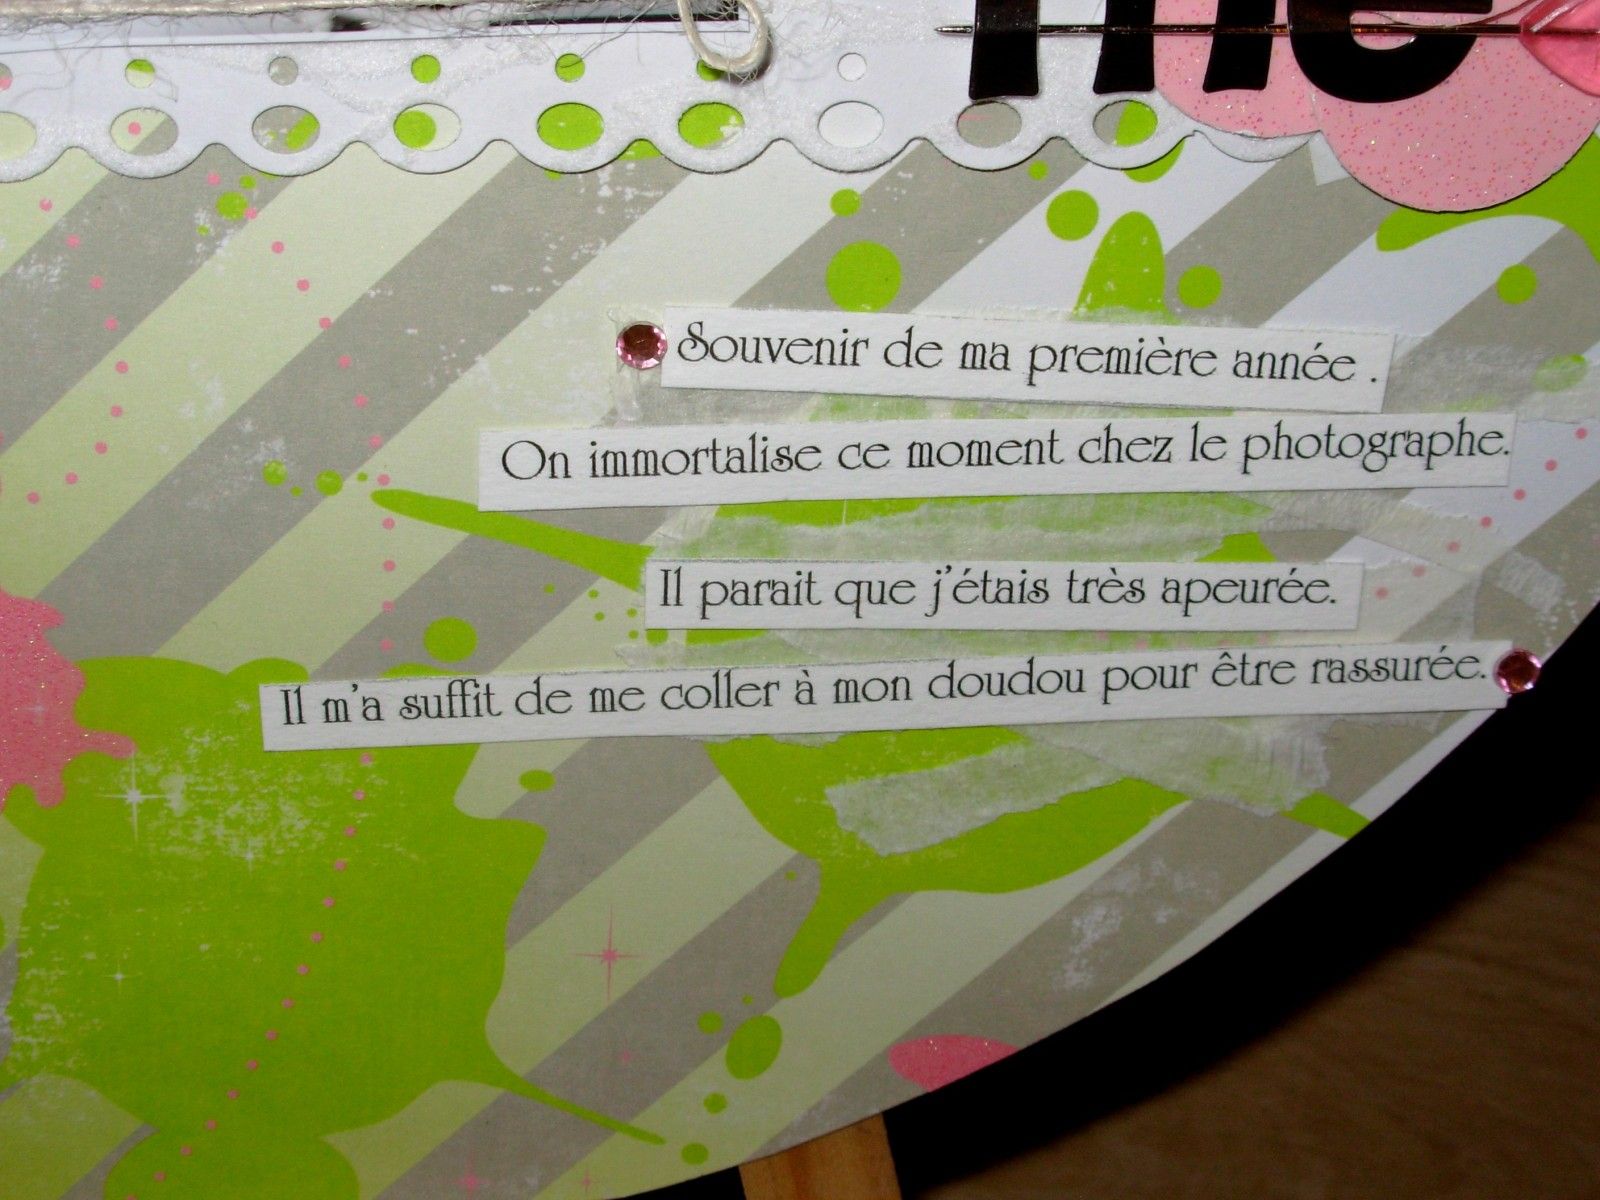 Souvenir de ma première année .
On immortalise ce moment chez le photographe.
Il parait que j'étais très apeurée.
Il m'a suffit de me coller à mon doudou pour être rassurée.